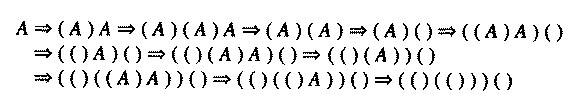 A ⇒ (A)A ⇒ (A)(A)A ⇒ (A)(A) ⇒ (A)() ⇒ ((A)A)()
⇒ (()A)() ⇒ (()(A)A)() ⇒ (()(A))()
⇒ (()((A)A))() ⇒ (()(()A))() ⇒ (()(()))()